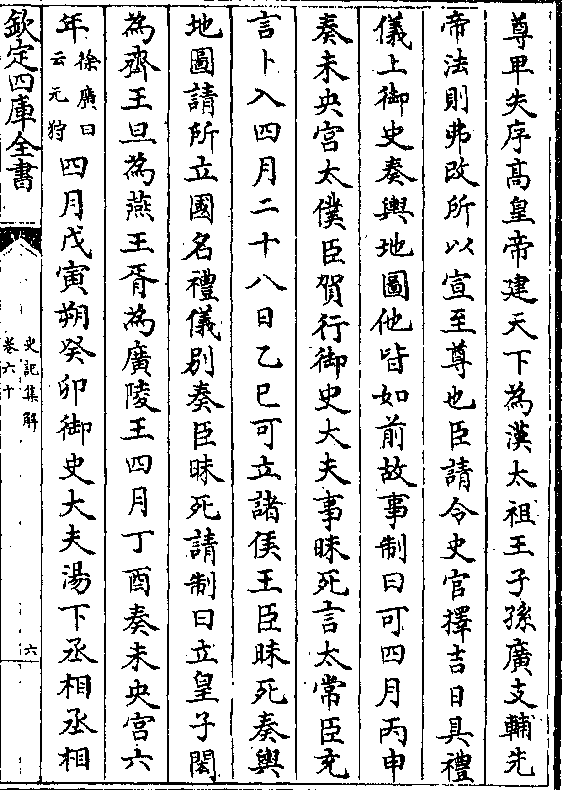 尊卑失序高皇帝建天下為漢太祖王子孫廣支輔先
帝法則弗改所以宣至尊也臣請令史官擇吉日具禮
儀上御史奏輿地圖他皆如前故事制曰可四月丙申
奏未央宫太僕臣賀行御史大夫事昧死言太常臣充
言卜入四月二十八日乙巳可立諸侯王臣昧死奏輿
地圖請所立國名禮儀别奏臣昧死請制曰立皇子閎
為齊王旦為燕王胥為廣陵王四月丁酉奏未央宫六
年徐廣曰云元狩四月戊寅朔癸卯御史大夫湯下丞相丞相
欽定四庫全書
史記集解
卷六十
六